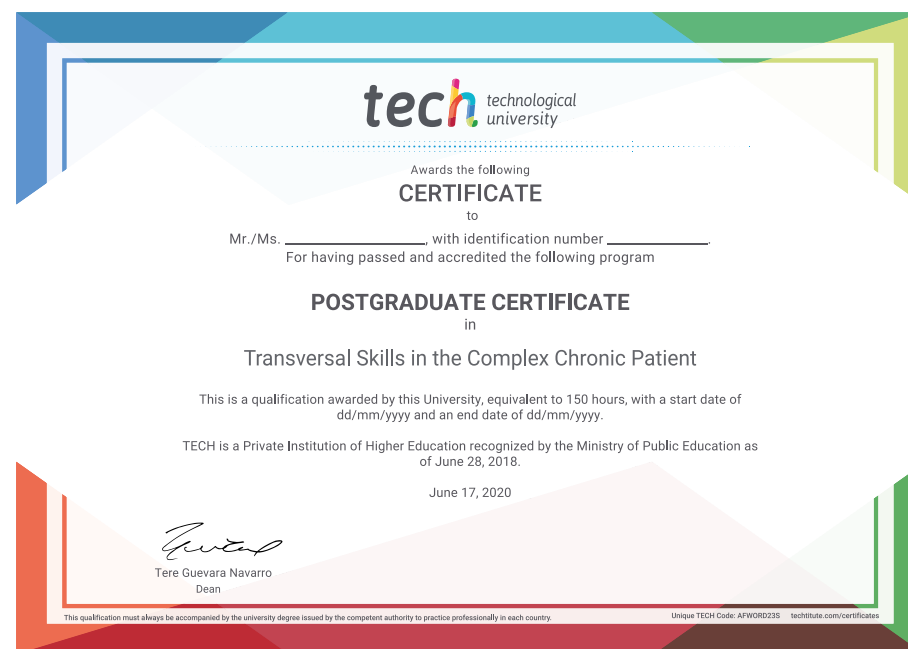 tech technological
university
Awards the following
CERTIFICATE
to
Mr./Ms. ____________________, with identification number ______________.
For having passed and accredited the following program
POSTGRADUATE CERTIFICATE
in
Transversal Skills in the Complex Chronic Patient
This is a qualification awarded by this University, equivalent to 150 hours, with a start date of
dd/mm/yyyy and an end date of dd/mm/yyyy.
TECH is a Private Institution of Higher Education recognized by the Ministry of Public Education as
of June 28, 2018.
June 17, 2020
Tere Guevara Navarro
Dean
This qualification must always be accompanied by the university degree issued by the competent authority to practice professionally in each country.
Unique TECH Code: AFWORD23S techtitute.com/certificates